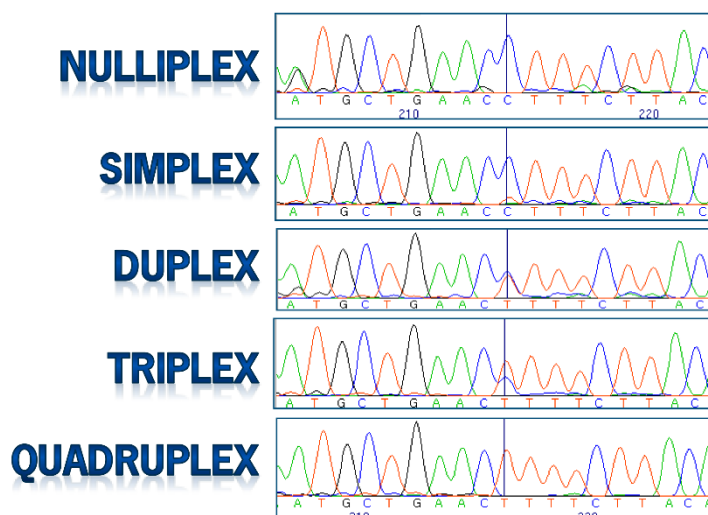 NULLIPLEX
A T G C T G A A C C T T T C T T A C
210 220
SIMPLEX
A T G C T G A A C C T T T C T T A C
DUPLEX
A T G C T G A A C T T T T C T T A C
TRIPLEX
A T G C T G A A C T T T T C T T A C
QUADRUPLEX
A T G C T G A A C T T T T C T T A C A